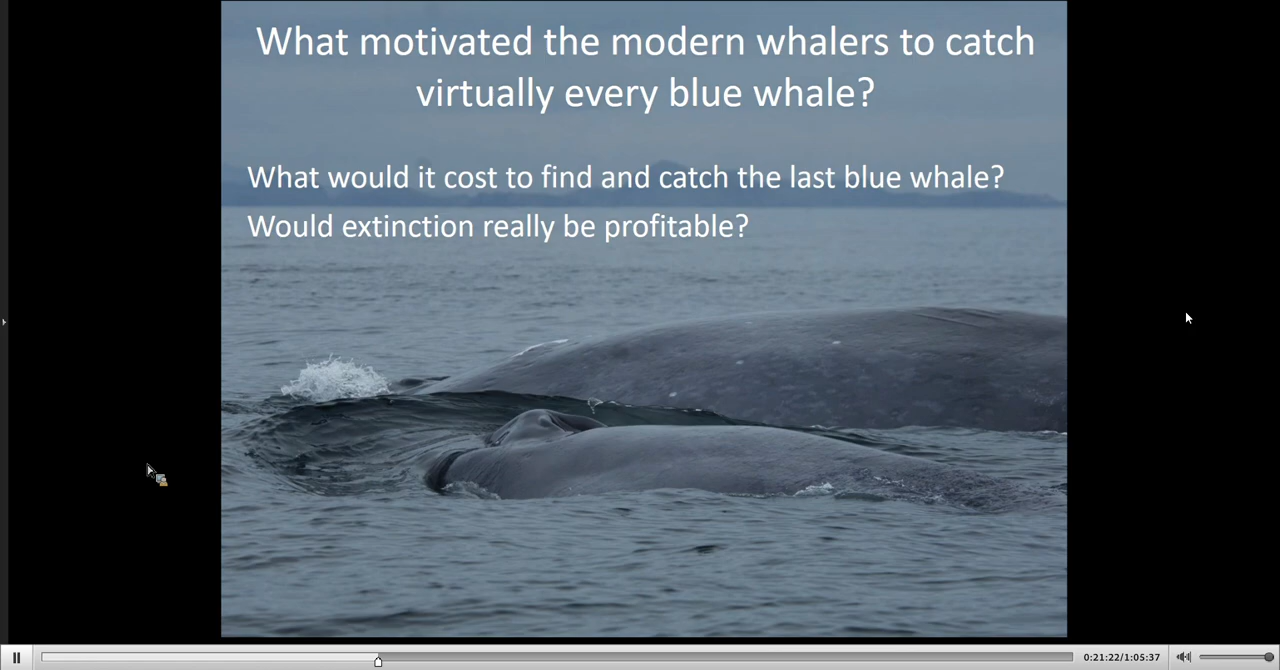 What motivated the modern whalers to catch
virtually every blue whale?
What would it cost to find and catch the last blue whale?
Would extinction really be profitable?
0:21:22/1:05:37